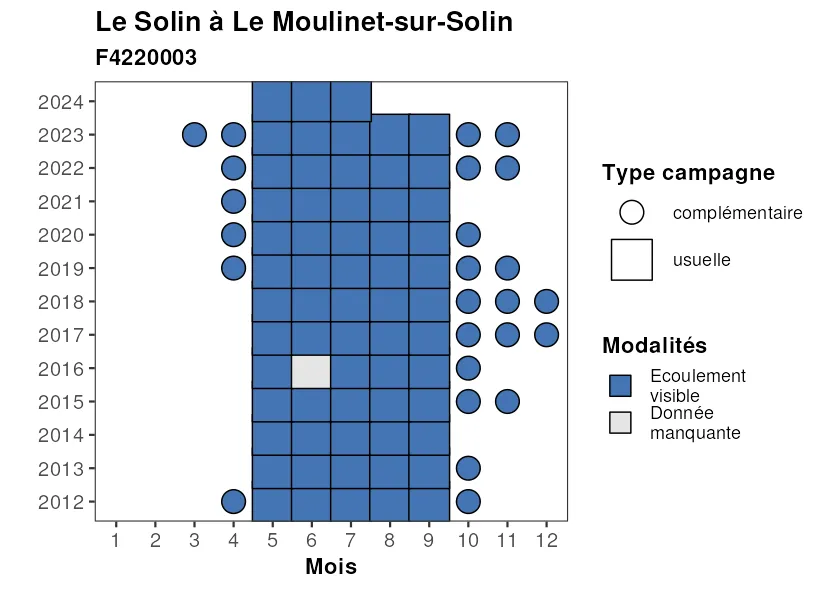 Le Solin à Le Moulinet-sur-Solin
F4220003
2024
2023
2022
2021
2020
2019
2018
2017
2016
2015
2014
2013
2012
1 2 3 4 5 6 7 8 9 10 11 12
Mois
Type campagne
complémentaire
usuelle
Modalités
Ecoulement
visible
Donnée
manquante